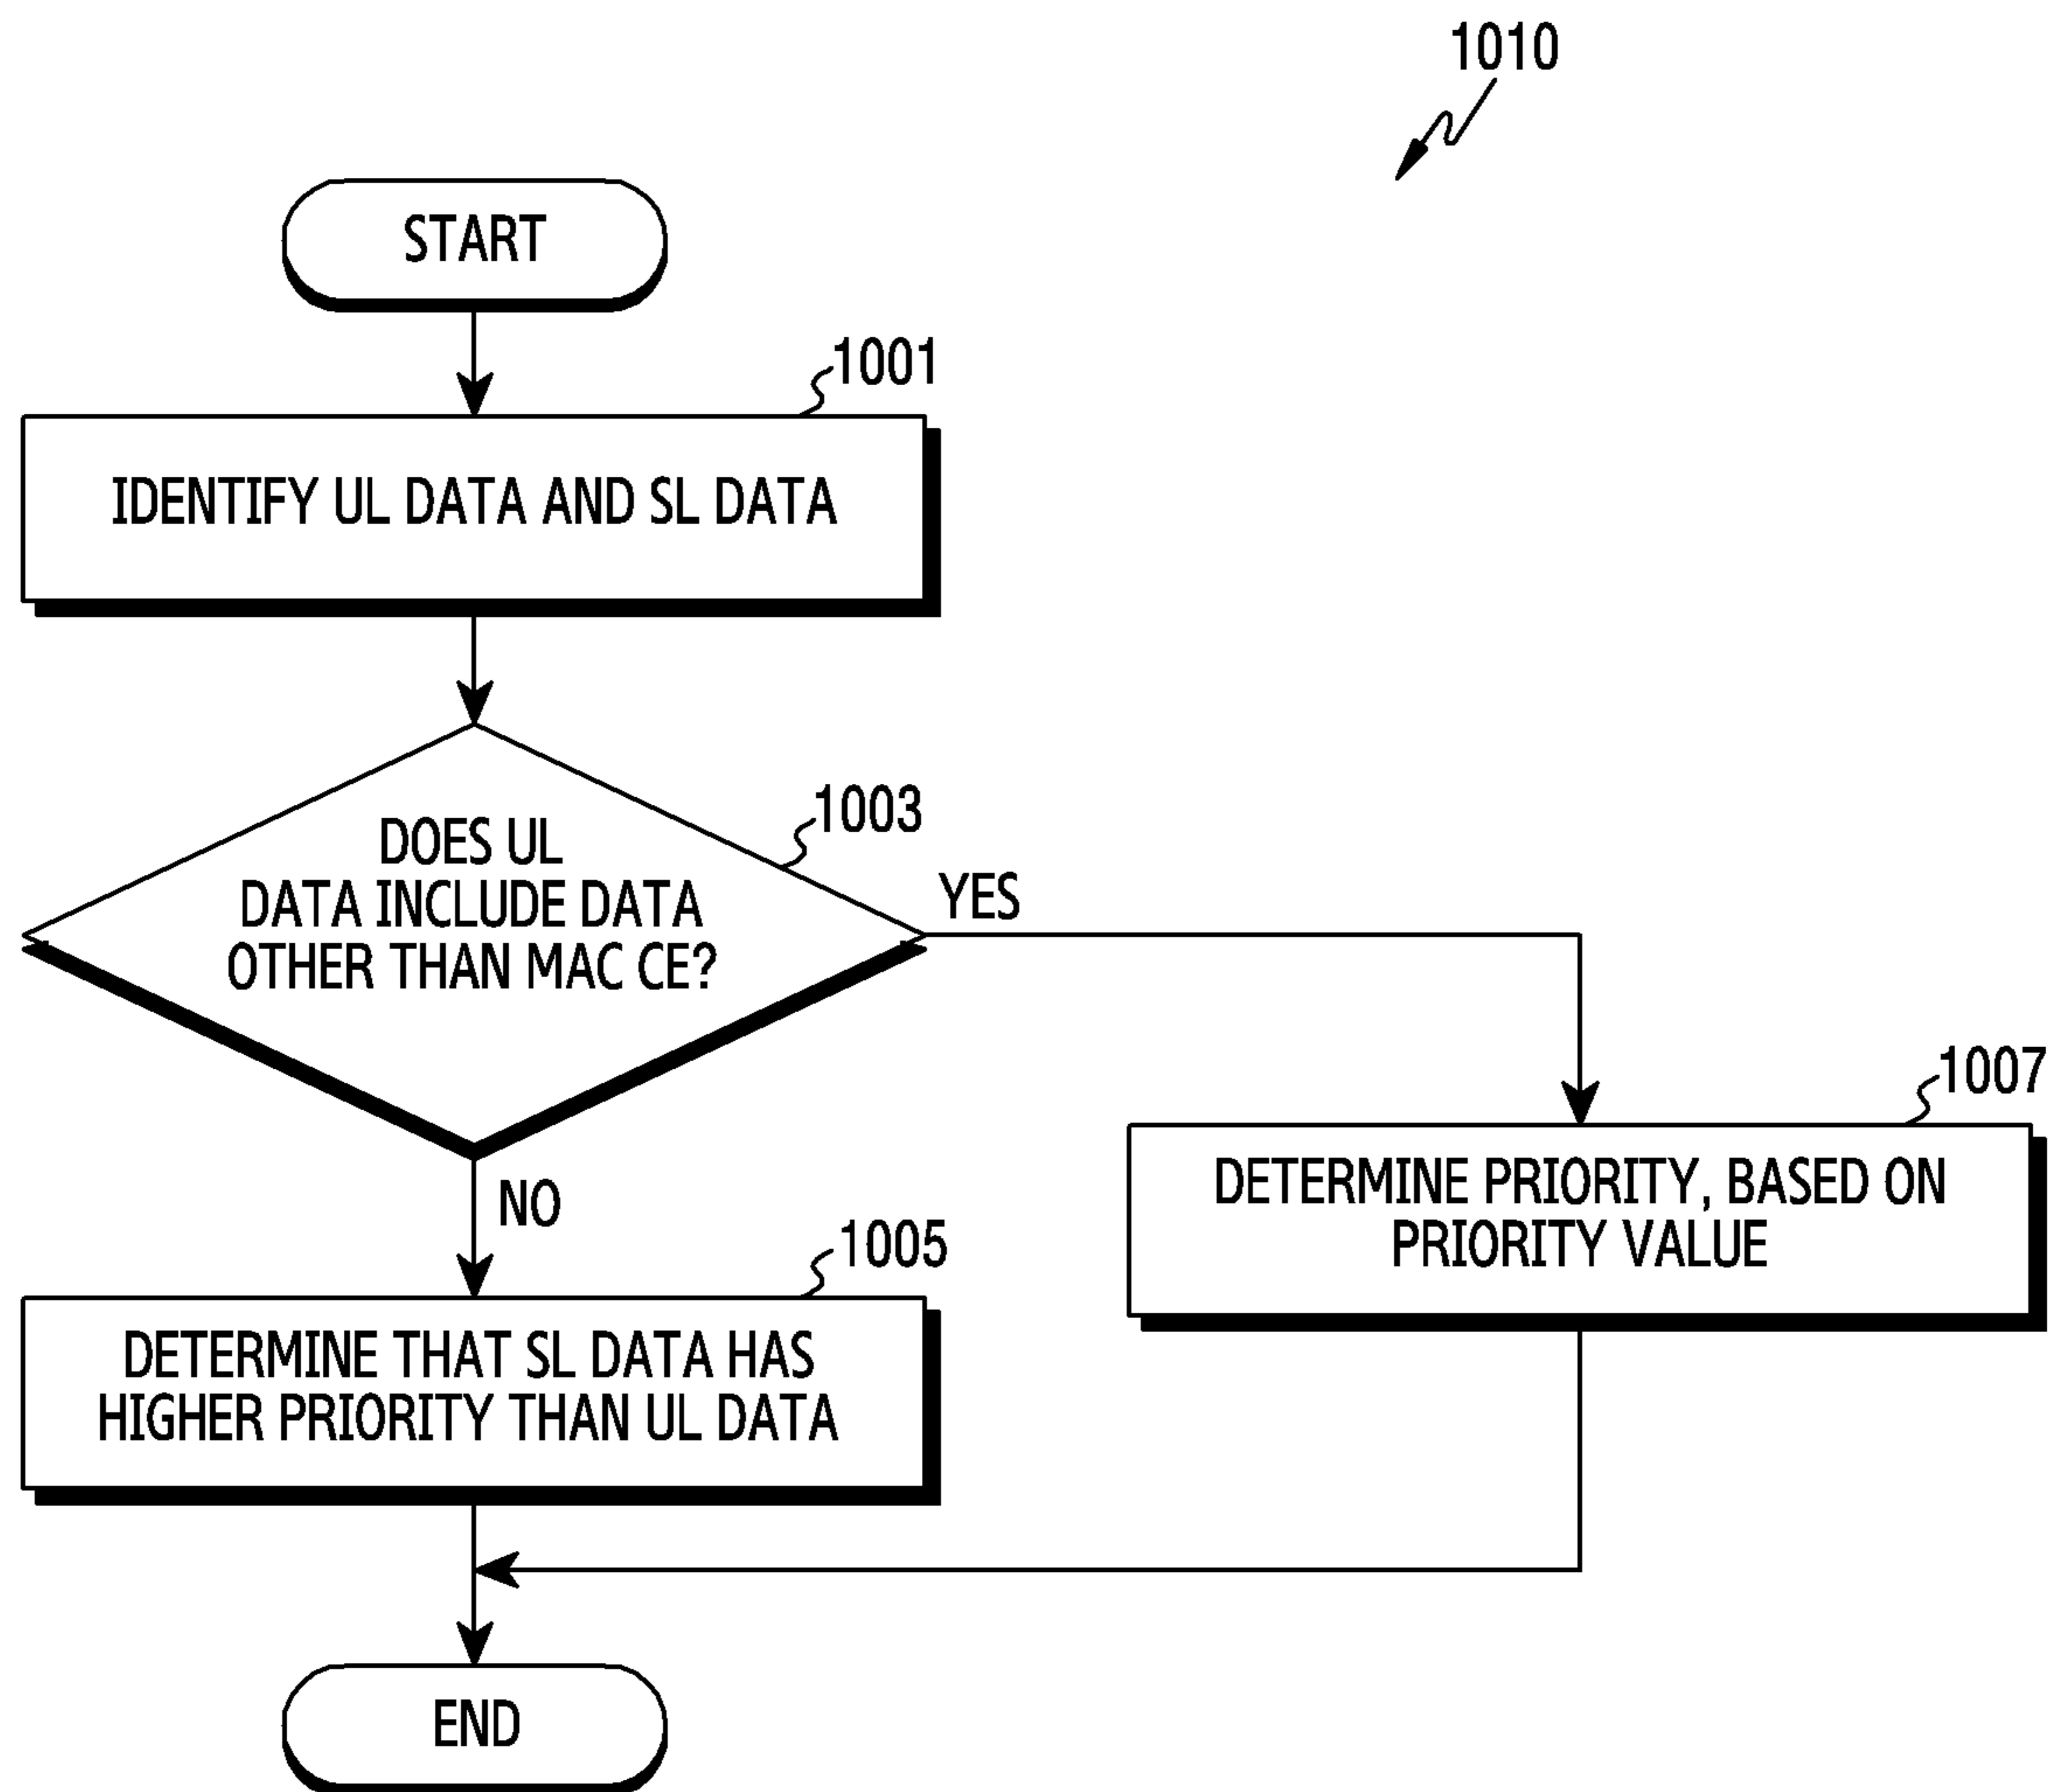 1010
START
1001
IDENTIFY UL DATA AND SL DATA
1003
DOES UL
DATA INCLUDE DATA
OTHER THAN MAC CE?
YES
NO
1007
DETERMINE PRIORITY, BASED ON
PRIORITY VALUE
1005
DETERMINE THAT SL DATA HAS
HIGHER PRIORITY THAN UL DATA
END